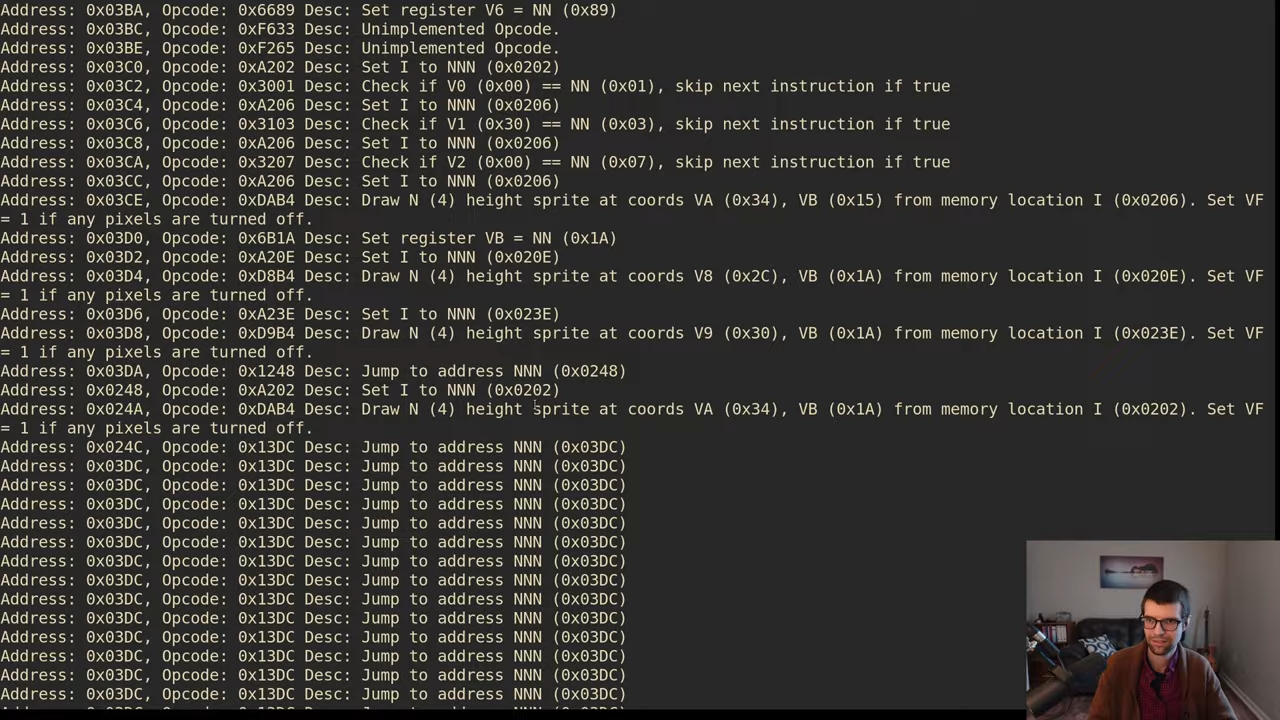 Address: 0x03BA, Opcode: 0x6689 Desc: Set register V6 = NN (0x89)
Address: 0x03BC, Opcode: 0xF633 Desc: Unimplemented Opcode.
Address: 0x03BE, Opcode: 0xF265 Desc: Unimplemented Opcode.
Address: 0x03C0, Opcode: 0xA202 Desc: Set I to NNN (0x0202)
Address: 0x03C2, Opcode: 0x3001 Desc: Check if V0 (0x00) == NN (0x01), skip next instruction if true
Address: 0x03C4, Opcode: 0xA206 Desc: Set I to NNN (0x0206)
Address: 0x03C6, Opcode: 0x3103 Desc: Check if V1 (0x30) == NN (0x03), skip next instruction if true
Address: 0x03C8, Opcode: 0xA206 Desc: Set I to NNN (0x0206)
Address: 0x03CA, Opcode: 0x3207 Desc: Check if V2 (0x00) == NN (0x07), skip next instruction if true
Address: 0x03CC, Opcode: 0xA206 Desc: Set I to NNN (0x0206)
Address: 0x03CE, Opcode: 0xDAB4 Desc: Draw N (4) height sprite at coords VA (0x34), VB (0x15) from memory location I (0x0206). Set VF
= 1 if any pixels are turned off.
Address: 0x03D0, Opcode: 0x6B1A Desc: Set register VB = NN (0x1A)
Address: 0x03D2, Opcode: 0xA20E Desc: Set I to NNN (0x020E)
Address: 0x03D4, Opcode: 0xD8B4 Desc: Draw N (4) height sprite at coords V8 (0x2C), VB (0x1A) from memory location I (0x020E). Set VF
= 1 if any pixels are turned off.
Address: 0x03D6, Opcode: 0xA23E Desc: Set I to NNN (0x023E)
Address: 0x03D8, Opcode: 0xD9B4 Desc: Draw N (4) height sprite at coords V9 (0x30), VB (0x1A) from memory location I (0x023E). Set VF
= 1 if any pixels are turned off.
Address: 0x03DA, Opcode: 0x1248 Desc: Jump to address NNN (0x0248)
Address: 0x0248, Opcode: 0xA202 Desc: Set I to NNN (0x0202)
Address: 0x024A, Opcode: 0xDAB4 Desc: Draw N (4) height sprite at coords VA (0x34), VB (0x1A) from memory location I (0x0202). Set VF
= 1 if any pixels are turned off.
Address: 0x024C, Opcode: 0x13DC Desc: Jump to address NNN (0x03DC)
Address: 0x03DC, Opcode: 0x13DC Desc: Jump to address NNN (0x03DC)
Address: 0x03DC, Opcode: 0x13DC Desc: Jump to address NNN (0x03DC)
Address: 0x03DC, Opcode: 0x13DC Desc: Jump to address NNN (0x03DC)
Address: 0x03DC, Opcode: 0x13DC Desc: Jump to address NNN (0x03DC)
Address: 0x03DC, Opcode: 0x13DC Desc: Jump to address NNN (0x03DC)
Address: 0x03DC, Opcode: 0x13DC Desc: Jump to address NNN (0x03DC)
Address: 0x03DC, Opcode: 0x13DC Desc: Jump to address NNN (0x03DC)
Address: 0x03DC, Opcode: 0x13DC Desc: Jump to address NNN (0x03DC)
Address: 0x03DC, Opcode: 0x13DC Desc: Jump to address NNN (0x03DC)
Address: 0x03DC, Opcode: 0x13DC Desc: Jump to address NNN (0x03DC)
Address: 0x03DC, Opcode: 0x13DC Desc: Jump to address NNN (0x03DC)
Address: 0x03DC, Opcode: 0x13DC Desc: Jump to address NNN (0x03DC)
Address: 0x03DC, Opcode: 0x13DC Desc: Jump to address NNN (0x03DC)